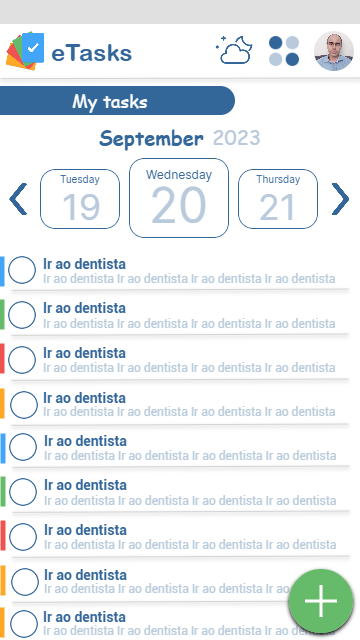 eTasks
My tasks
September 2023
Tuesday
19
Wednesday
20
Thursday
21
Ir ao dentista
Ir ao dentista Ir ao dentista Ir ao dentista Ir ao dentista
Ir ao dentista
Ir ao dentista Ir ao dentista Ir ao dentista Ir ao dentista
Ir ao dentista
Ir ao dentista Ir ao dentista Ir ao dentista Ir ao dentista
Ir ao dentista
Ir ao dentista Ir ao dentista Ir ao dentista Ir ao dentista
Ir ao dentista
Ir ao dentista Ir ao dentista Ir ao dentista Ir ao dentista
Ir ao dentista
Ir ao dentista Ir ao dentista Ir ao dentista Ir ao dentista
Ir ao dentista
Ir ao dentista Ir ao dentista Ir ao dentista Ir ao dentista
Ir ao dentista
Ir ao dentista Ir ao dentista Ir ao dentista Ir ao
Ir ao dentista
Ir ao dentista Ir ao dentista Ir ao dentista Ir ao